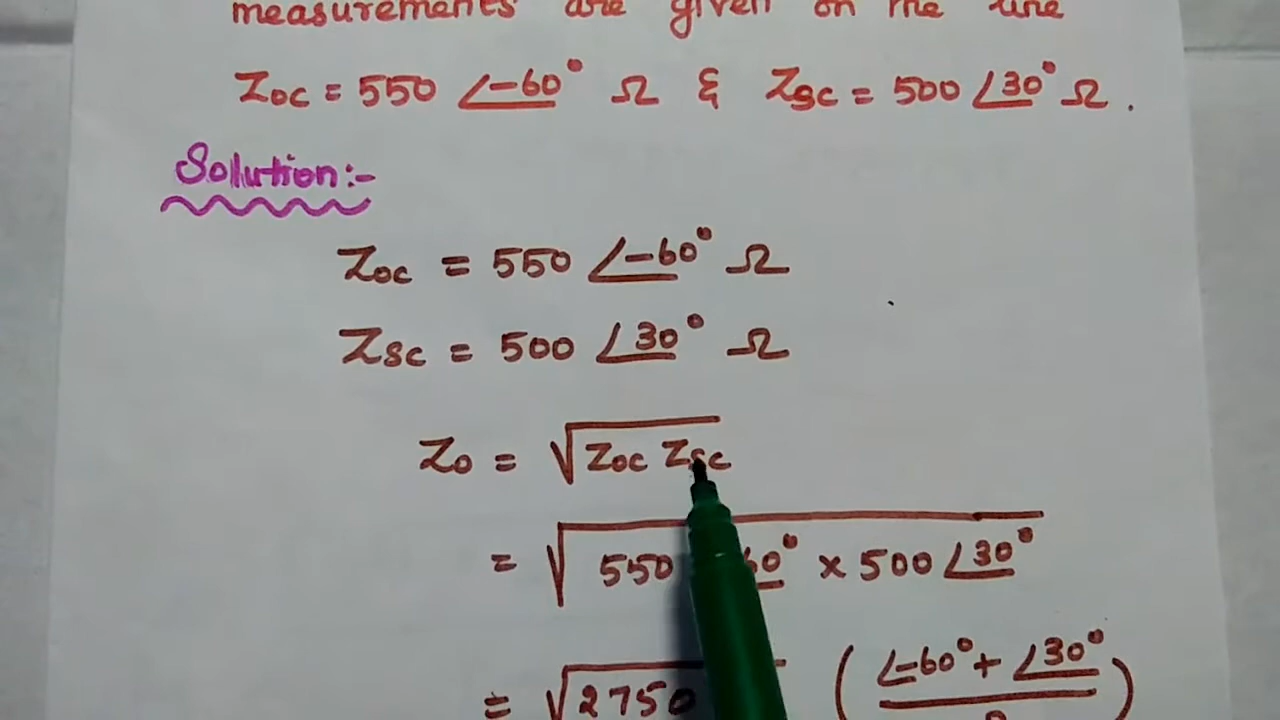 measurements are given on the line
Zoc = 550 ∠-60° Ω & Zsc = 500 ∠30° Ω.
Solution:-
Zoc = 550 ∠-60° Ω
Zsc = 500 ∠30° Ω
Zo = √Zoc Zsc
= √550 60° × 500 ∠30°
= √2750 (∠-60° + ∠30°)